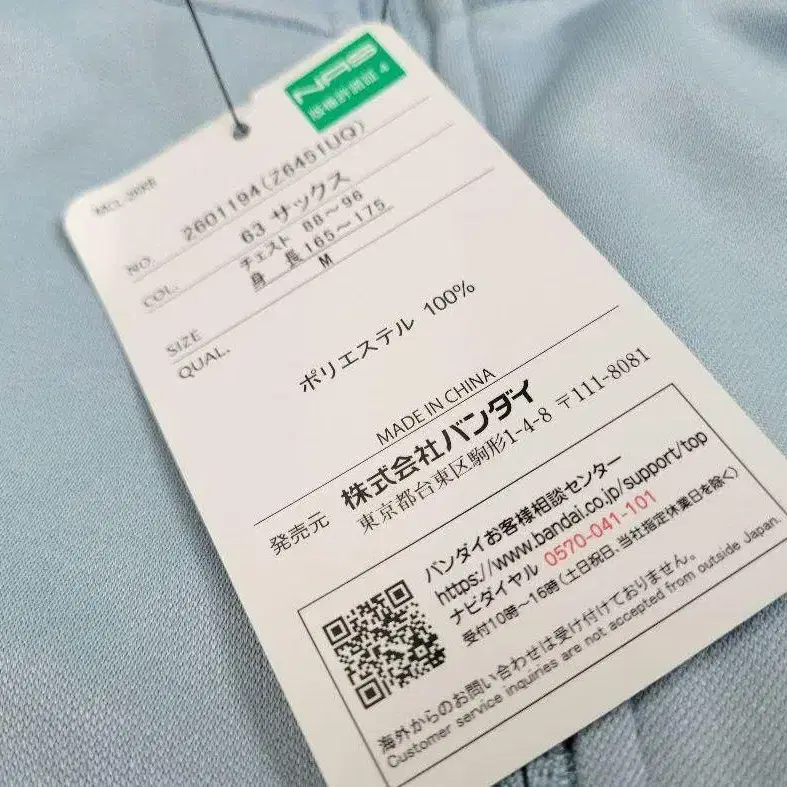 NAS
版権許諾証 4
NO. 2601194(Z6451UQ)
COL. 63 サックス
チェスト 88〜96
身 長 165〜175
SIZE M
QUAL.
ポリエステル 100%
MADE IN CHINA
発売元 株式会社バンダイ
東京都台東区駒形1-4-8 〒111-8081
バンダイお客様相談センター
https://www.bandai.co.jp/support/top
ナビダイヤル 0570-041-101
受付10時〜16時(土日祝日、当社指定休業日を除く)
海外からのお問い合わせは受け付けておりません。
Customer service inquiries are not accepted from outside Japan.